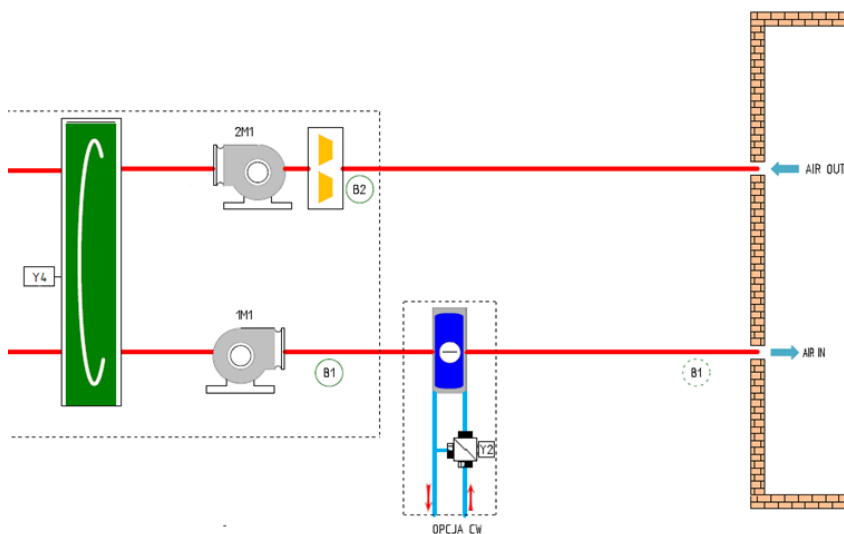 2M1
B2
AIR OUT
Y4
1M1
B1
B1
AIR IN
Y2
OPCJA CW